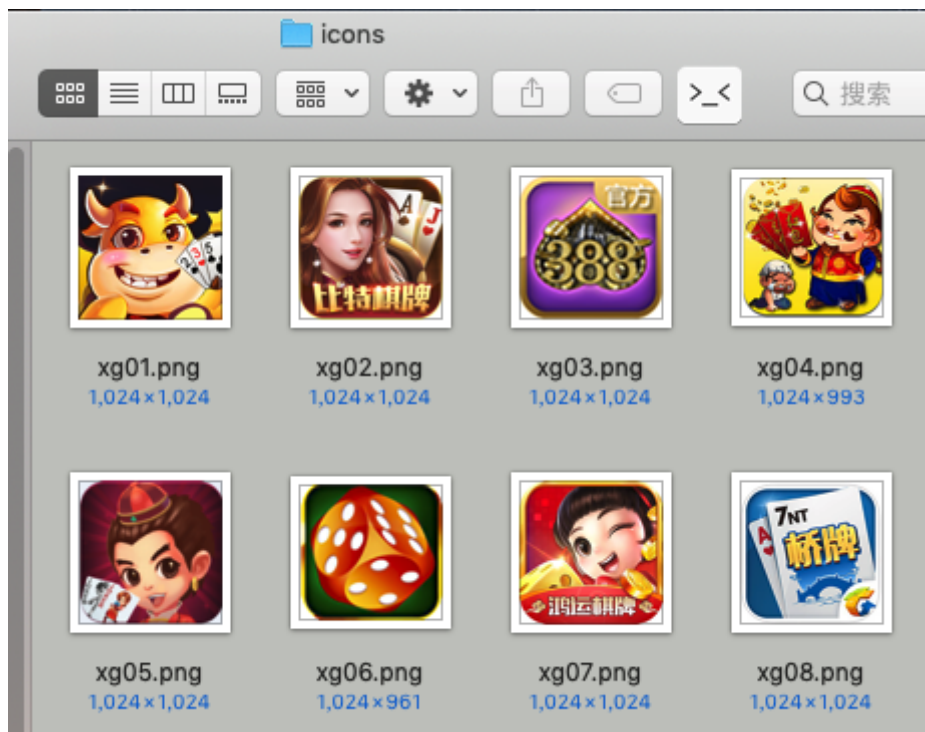 icons
>_<
搜索
2 3 5
A J
比特棋牌
官方
388
xg01.png xg02.png xg03.png xg04.png
1,024×1,024 1,024×1,024 1,024×1,024 1,024×993
7NT
A
桥牌
鸿运棋牌
xg05.png xg06.png xg07.png xg08.png
1,024×1,024 1,024×961 1,024×1,024 1,024×1,024